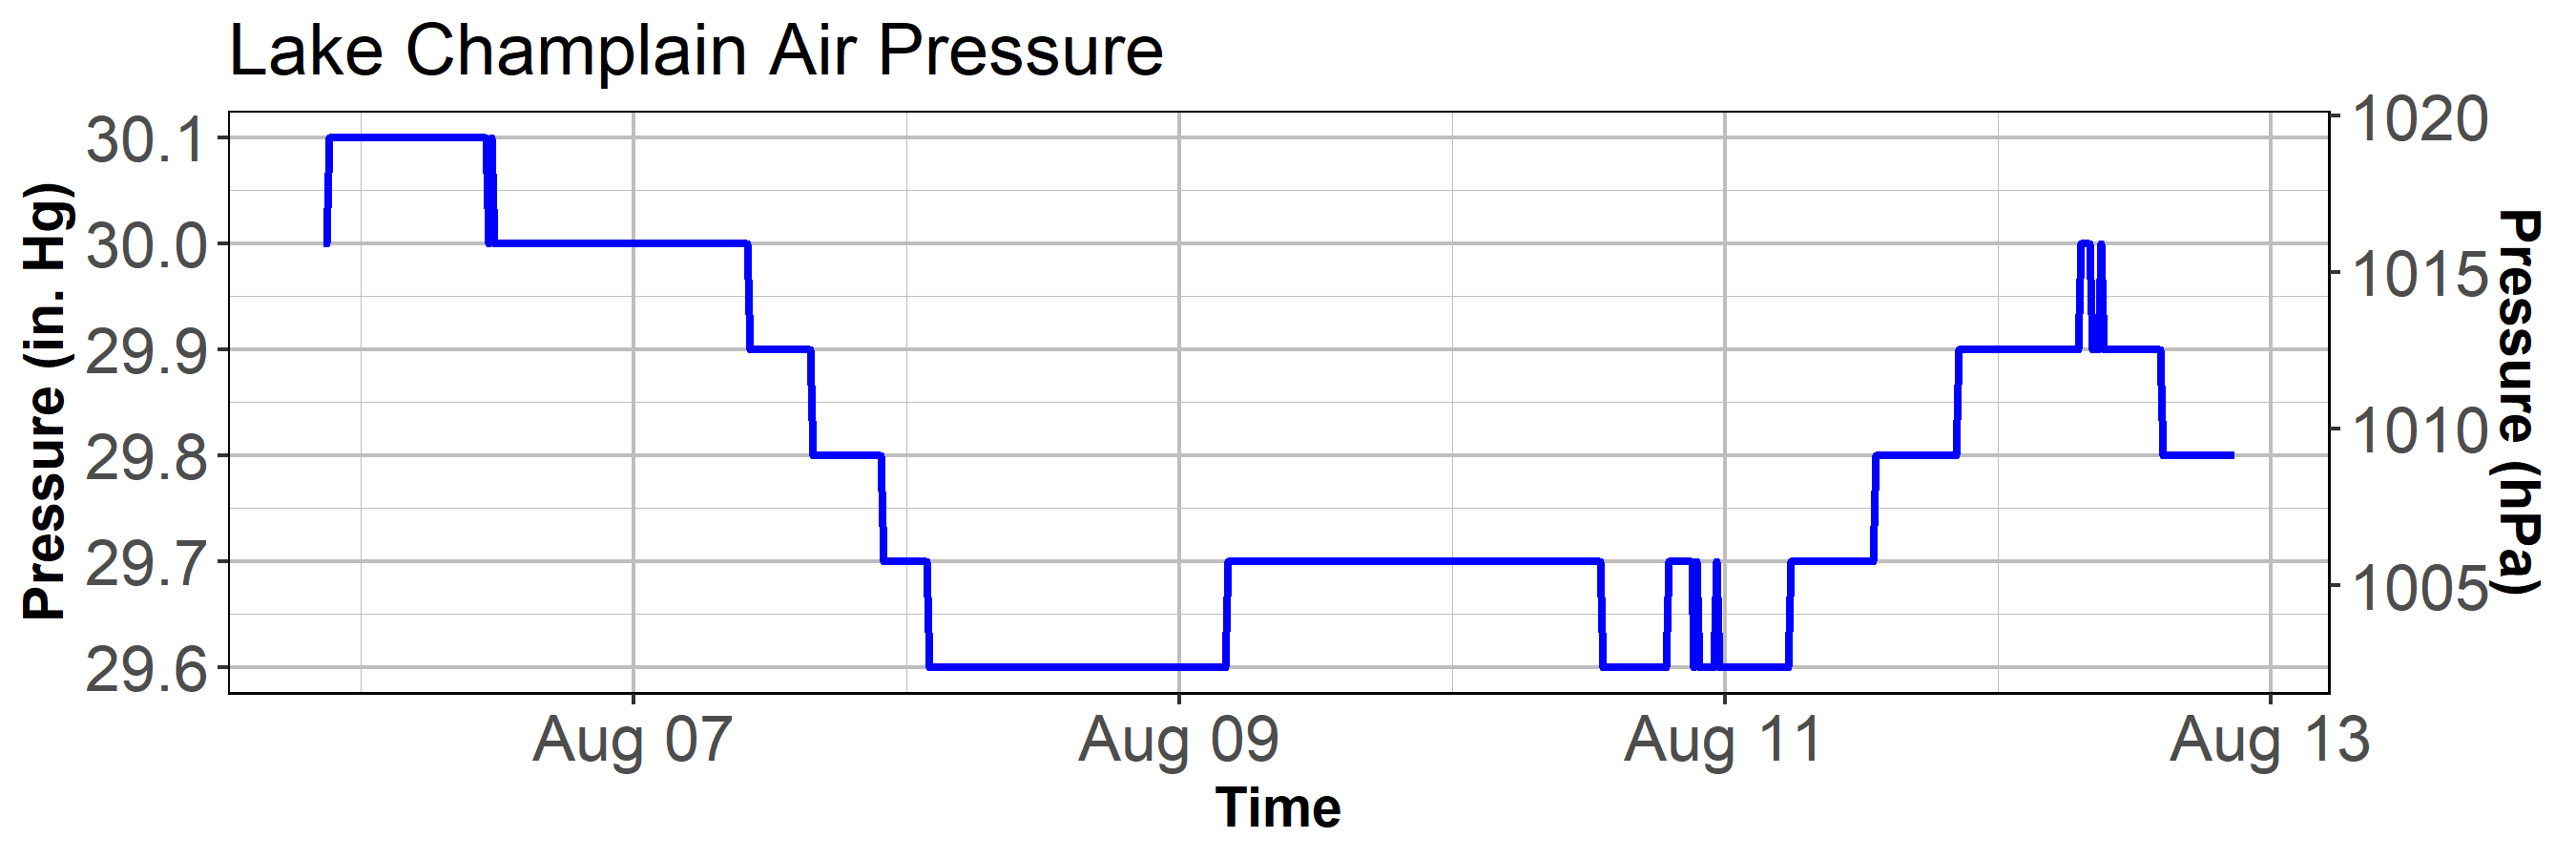 Lake Champlain Air Pressure
Pressure (in. Hg)
30.1
30.0
29.9
29.8
29.7
29.6
1020
1015
1010
1005
Pressure (hPa)
Aug 07 Aug 09 Aug 11 Aug 13
Time